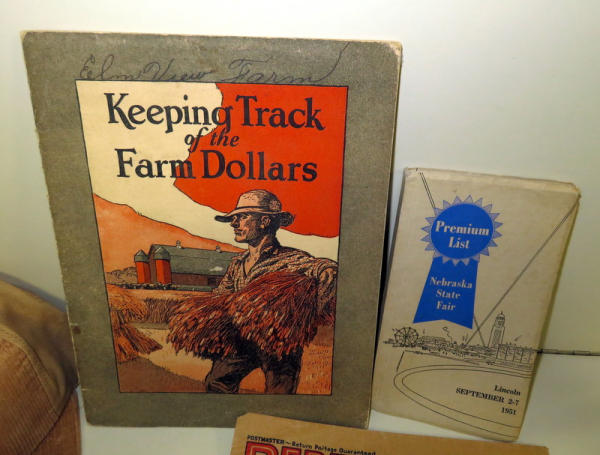 Elm View Farm
Keeping Track
of the
Farm Dollars
Premium
List
Nebraska
State
Fair
Lincoln
SEPTEMBER 2-7
1951
POSTMASTER—Return Postage Guaranteed